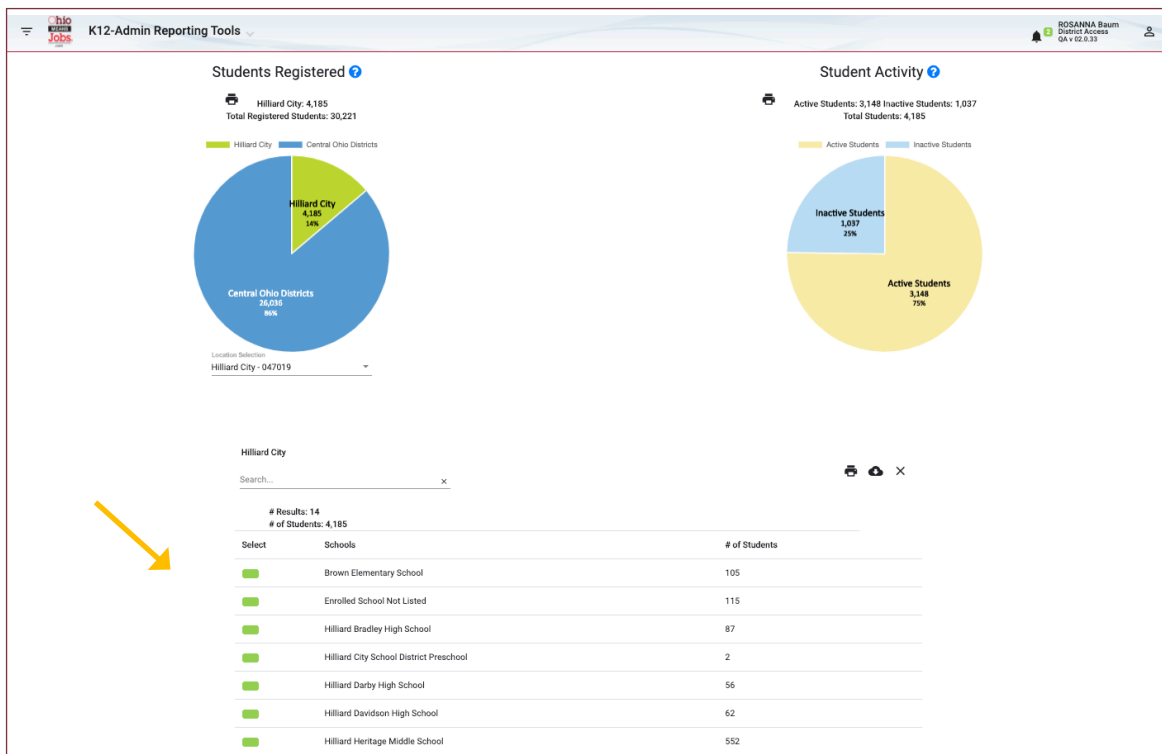 Ohio
MEANS
Jobs
.com
K12-Admin Reporting Tools
2
ROSANNA Baum
District Access
QA v 02.0.33
Students Registered ?
Hilliard City: 4,185
Total Registered Students: 30,221
Hilliard City Central Ohio Districts
Hilliard City
4,185
14%
Central Ohio Districts
26,036
86%
Location Selection
Hilliard City - 047019
Student Activity ?
Active Students: 3,148 Inactive Students: 1,037
Total Students: 4,185
Active Students Inactive Students
Inactive Students
1,037
25%
Active Students
3,148
75%
Hilliard City
Search... ×
# Results: 14
# of Students: 4,185
Select Schools # of Students
Brown Elementary School 105
Enrolled School Not Listed 115
Hilliard Bradley High School 87
Hilliard City School District Preschool 2
Hilliard Darby High School 56
Hilliard Davidson High School 62
Hilliard Heritage Middle School 552